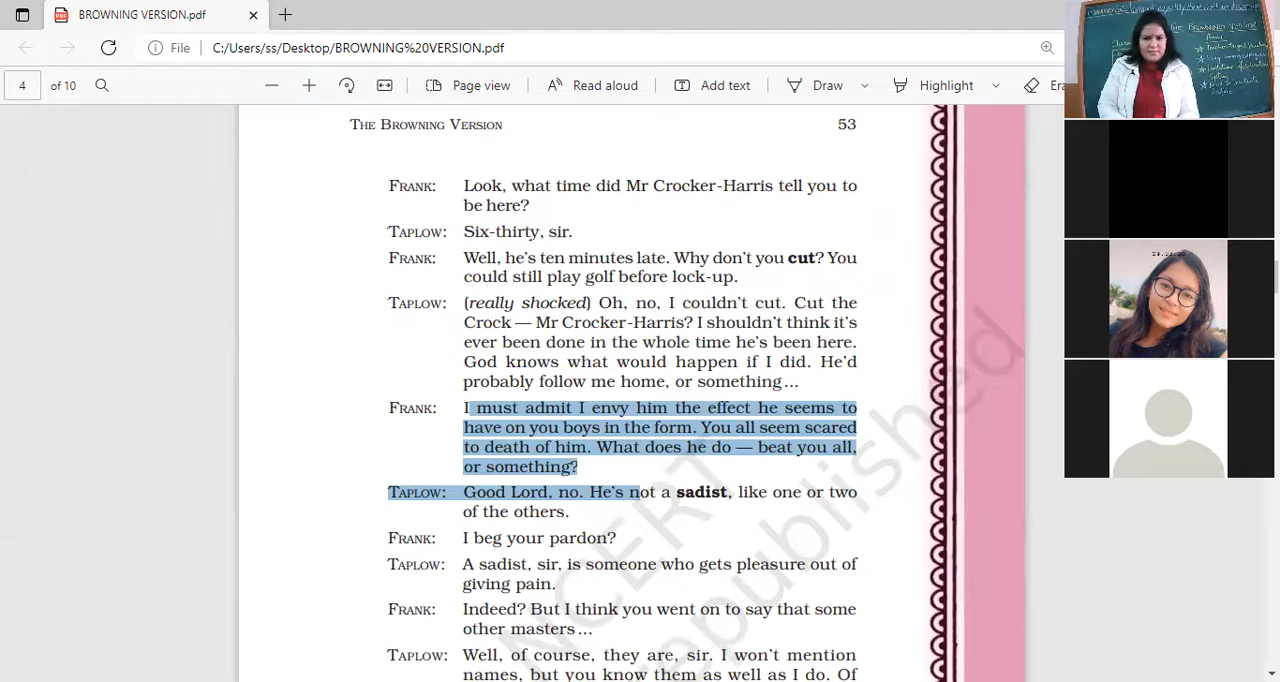 BROWNING VERSION.pdf
File C:/Users/ss/Desktop/BROWNING%20VERSION.pdf
4 of 10 Page view Read aloud Add text Draw Highlight Era
THE BROWNING VERSION 53
FRANK: Look, what time did Mr Crocker-Harris tell you to
be here?
TAPLOW: Six-thirty, sir.
FRANK: Well, he's ten minutes late. Why don't you cut? You
could still play golf before lock-up.
TAPLOW: (really shocked) Oh, no, I couldn't cut. Cut the
Crock — Mr Crocker-Harris? I shouldn't think it's
ever been done in the whole time he's been here.
God knows what would happen if I did. He'd
probably follow me home, or something...
FRANK: I must admit I envy him the effect he seems to
have on you boys in the form. You all seem scared
to death of him. What does he do — beat you all,
or something?
TAPLOW: Good Lord, no. He's not a sadist, like one or two
of the others.
FRANK: I beg your pardon?
TAPLOW: A sadist, sir, is someone who gets pleasure out of
giving pain.
FRANK: Indeed? But I think you went on to say that some
other masters...
TAPLOW: Well, of course, they are, sir. I won't mention
names, but you know them as well as I do. Of
NCERT
republished
THE BROWNING VERSION